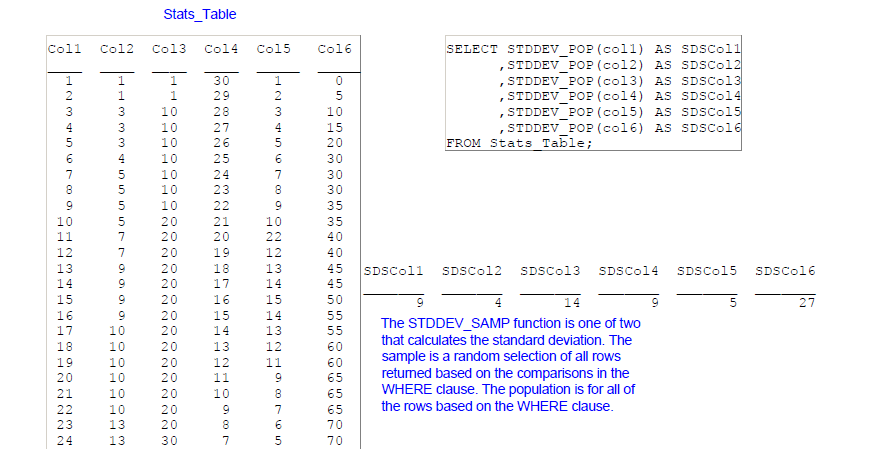 Stats_Table
Col1 Col2 Col3 Col4 Col5 Col6
1 1 1 30 1 0
2 1 1 29 2 5
3 3 10 28 3 10
4 3 10 27 4 15
5 3 10 26 5 20
6 4 10 25 6 30
7 5 10 24 7 30
8 5 10 23 8 30
9 5 10 22 9 35
10 5 20 21 10 35
11 7 20 20 22 40
12 7 20 19 12 40
13 9 20 18 13 45
14 9 20 17 14 45
15 9 20 16 15 50
16 9 20 15 14 55
17 10 20 14 13 55
18 10 20 13 12 60
19 10 20 12 11 60
20 10 20 11 9 65
21 10 20 10 8 65
22 10 20 9 7 65
23 13 20 8 6 70
24 13 30 7 5 70
SELECT STDDEV_POP(col1) AS SDSCol1
,STDDEV_POP(col2) AS SDSCol2
,STDDEV_POP(col3) AS SDSCol3
,STDDEV_POP(col4) AS SDSCol4
,STDDEV_POP(col5) AS SDSCol5
,STDDEV_POP(col6) AS SDSCol6
FROM Stats_Table;
SDSCol1 SDSCol2 SDSCol3 SDSCol4 SDSCol5 SDSCol6
9 4 14 9 5 27
The STDDEV_SAMP function is one of two
that calculates the standard deviation. The
sample is a random selection of all rows
returned based on the comparisons in the
WHERE clause. The population is for all of
the rows based on the WHERE clause.